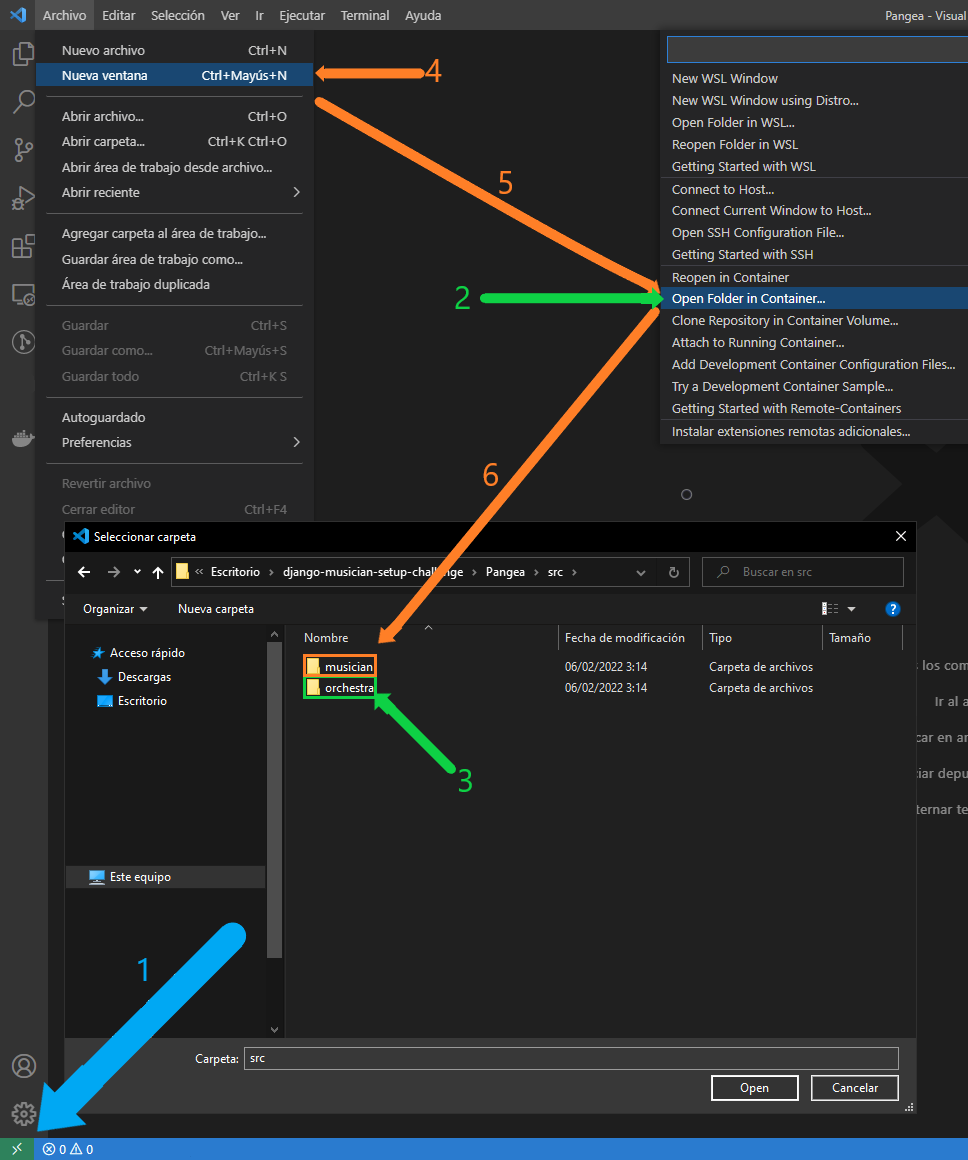 Archivo Editar Selección Ver Ir Ejecutar Terminal Ayuda Pangea - Visual
Nuevo archivo Ctrl+N
Nueva ventana Ctrl+Mayús+N
4
Abrir archivo... Ctrl+O
Abrir carpeta... Ctrl+K Ctrl+O
Abrir área de trabajo desde archivo...
Abrir reciente
Agregar carpeta al área de trabajo...
Guardar área de trabajo como...
Área de trabajo duplicada
Guardar Ctrl+S
Guardar como... Ctrl+Mayús+S
Guardar todo Ctrl+K S
Autoguardado
Preferencias
Revertir archivo
Cerrar editor Ctrl+F4
5
2
6
New WSL Window
New WSL Window using Distro...
Open Folder in WSL...
Reopen Folder in WSL
Getting Started with WSL
Connect to Host...
Connect Current Window to Host...
Open SSH Configuration File...
Getting Started with SSH
Reopen in Container
Open Folder in Container...
Clone Repository in Container Volume...
Attach to Running Container...
Add Development Container Configuration Files...
Try a Development Container Sample...
Getting Started with Remote-Containers
Instalar extensiones remotas adicionales...
Seleccionar carpeta
« Escritorio › django-musician-setup-challenge › Pangea › src ›
Buscar en src
Organizar Nueva carpeta
Acceso rápido
Descargas
Escritorio
Este equipo
Nombre Fecha de modificación Tipo Tamaño
musician 06/02/2022 3:14 Carpeta de archivos
orchestra 06/02/2022 3:14 Carpeta de archivos
3
1
Carpeta: src
Open Cancelar
los com
Ir al a
car en ar
iar depu
ternar te
0 0